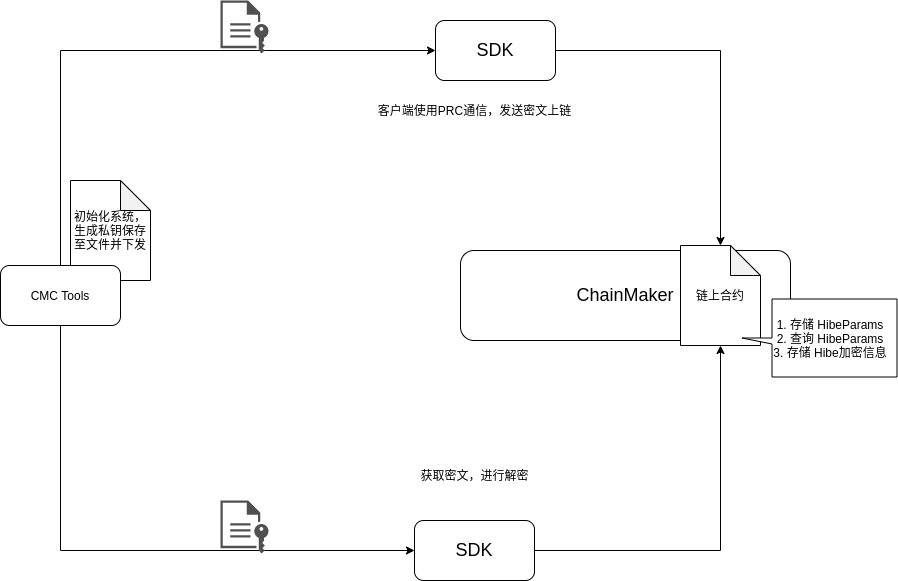 SDK
客户端使用PRC通信，发送密文上链
初始化系统，
生成私钥保存
至文件并下发
CMC Tools
ChainMaker
链上合约
1. 存储 HibeParams
2. 查询 HibeParams
3. 存储 Hibe加密信息
获取密文，进行解密
SDK